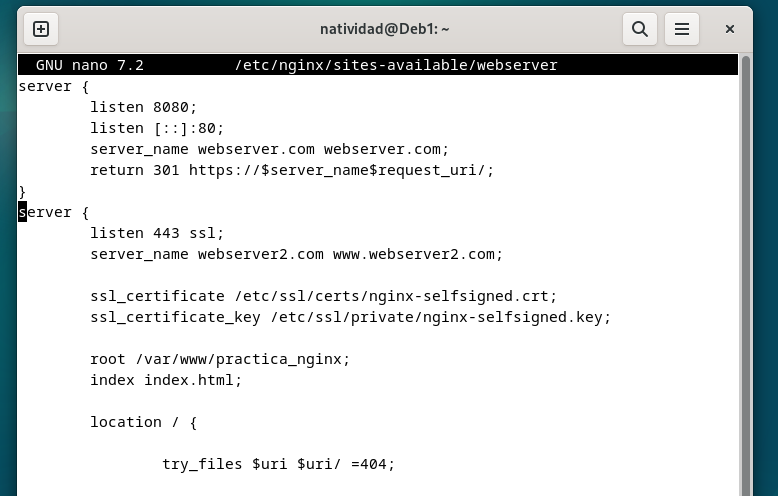 natividad@Deb1: ~
GNU nano 7.2 /etc/nginx/sites-available/webserver
server {
listen 8080;
listen [::]:80;
server_name webserver.com webserver.com;
return 301 https://$server_name$request_uri/;
}
server {
listen 443 ssl;
server_name webserver2.com www.webserver2.com;
ssl_certificate /etc/ssl/certs/nginx-selfsigned.crt;
ssl_certificate_key /etc/ssl/private/nginx-selfsigned.key;
root /var/www/practica_nginx;
index index.html;
location / {
try_files $uri $uri/ =404;